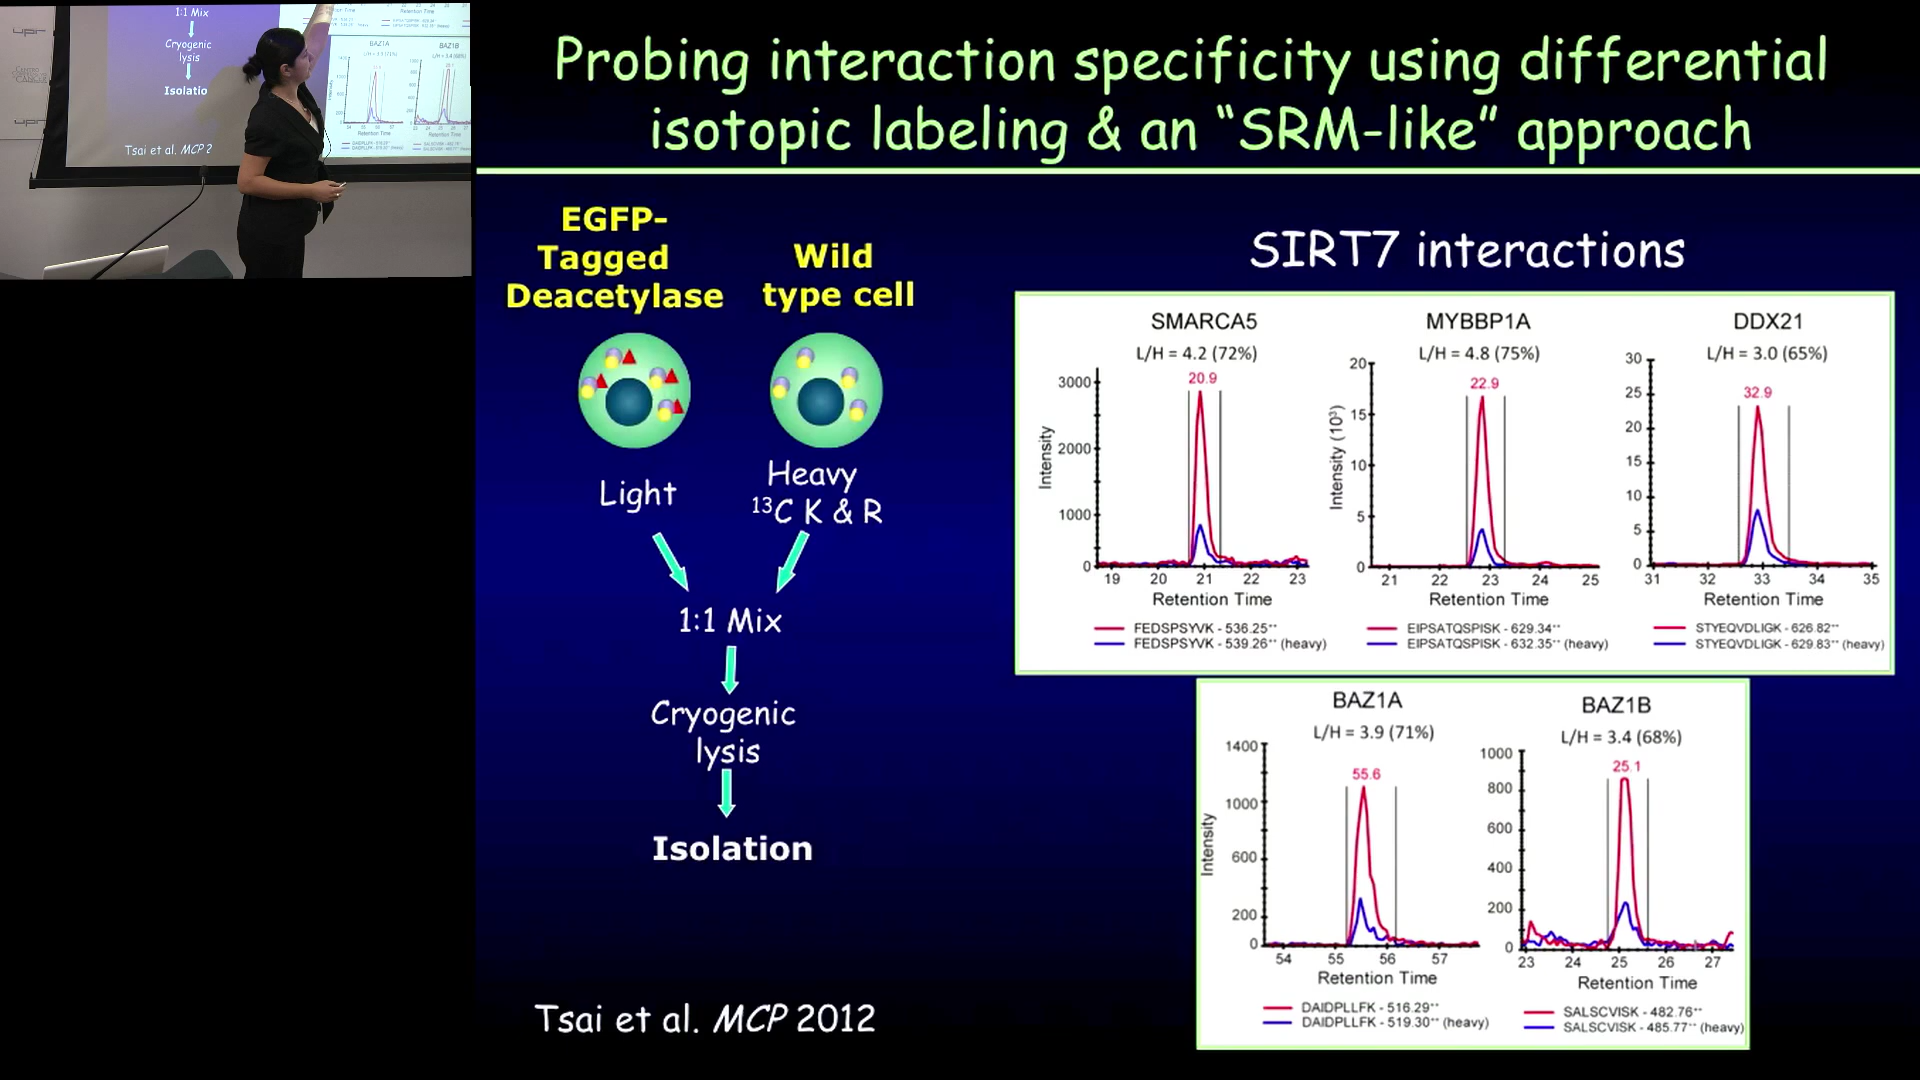 1:1 Mix
Cryogenic
lysis
Isolatio
Tsai et al. MCP 2
BAZ1A
BAZ1B
Probing interaction specificity using differential
isotopic labeling & an “SRM-like” approach
EGFP-
Tagged
Deacetylase
Wild
type cell
Light
Heavy
¹³C K & R
1:1 Mix
Cryogenic
lysis
Isolation
Tsai et al. MCP 2012
SIRT7 interactions
SMARCA5
L/H = 4.2 (72%)
20.9
3000
2000
1000
0
Intensity
19 20 21 22 23
Retention Time
FEDSPSYVK - 536.25⁺⁺
FEDSPSYVK - 539.26⁺⁺ (heavy)
MYBBP1A
L/H = 4.8 (75%)
22.9
20
15
10
5
0
Intensity (10³)
21 22 23 24 25
Retention Time
EIPSATQSPISK - 629.34⁺⁺
EIPSATQSPISK - 632.35⁺⁺ (heavy)
DDX21
L/H = 3.0 (65%)
32.9
30
25
20
15
10
5
0
31 32 33 34 35
Retention Time
STYEQVDLIGK - 626.82⁺⁺
STYEQVDLIGK - 629.83⁺⁺ (heavy)
BAZ1A
L/H = 3.9 (71%)
55.6
1400
1000
600
200
0
Intensity
54 55 56 57
Retention Time
DAIDPLLFK - 516.29⁺⁺
DAIDPLLFK - 519.30⁺⁺ (heavy)
BAZ1B
L/H = 3.4 (68%)
25.1
1000
800
600
400
200
0
23 24 25 26 27
Retention Time
SALSCVISK - 482.76⁺⁺
SALSCVISK - 485.77⁺⁺ (heavy)